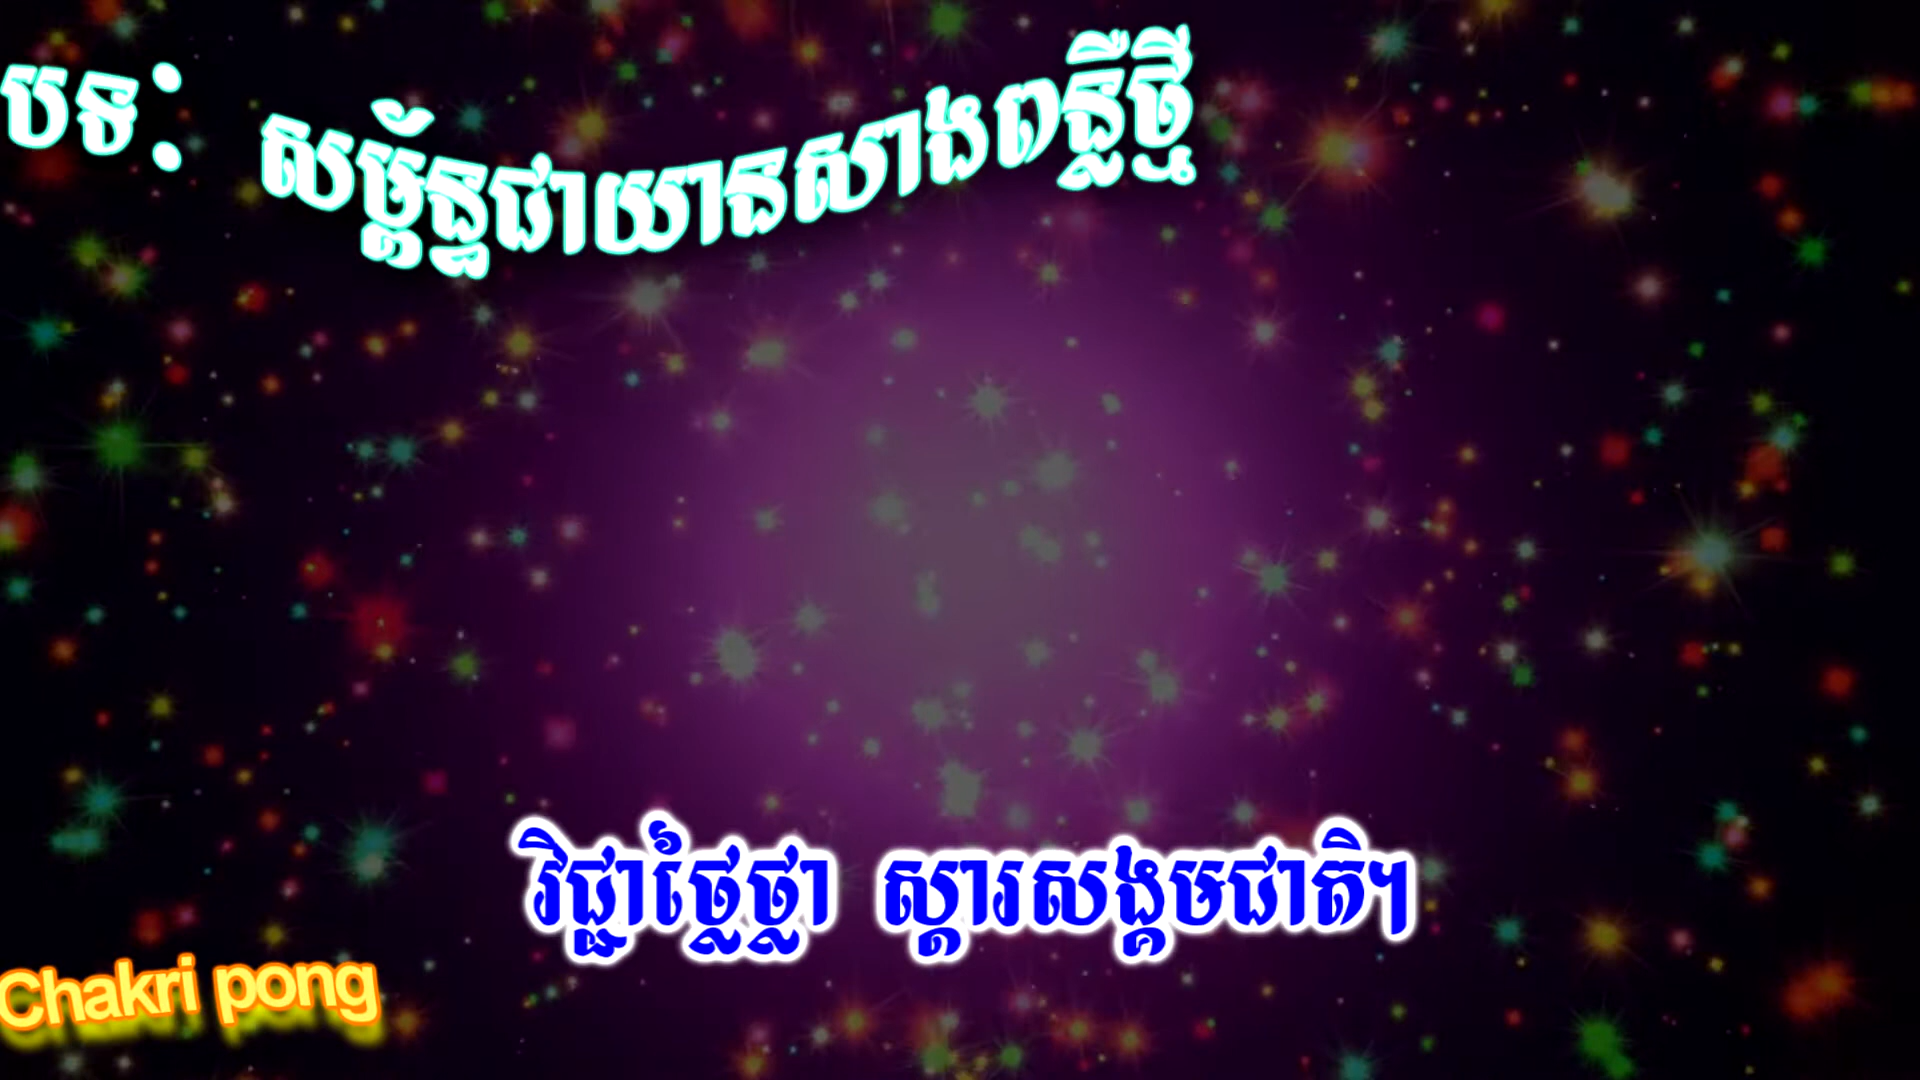 បទ៖ សម្ព័ន្ធជាយានសាងពន្លឺថ្មី
វិជ្ជាថ្លៃថ្លា ស្ដារសង្គមជាតិ។
Chakri pong